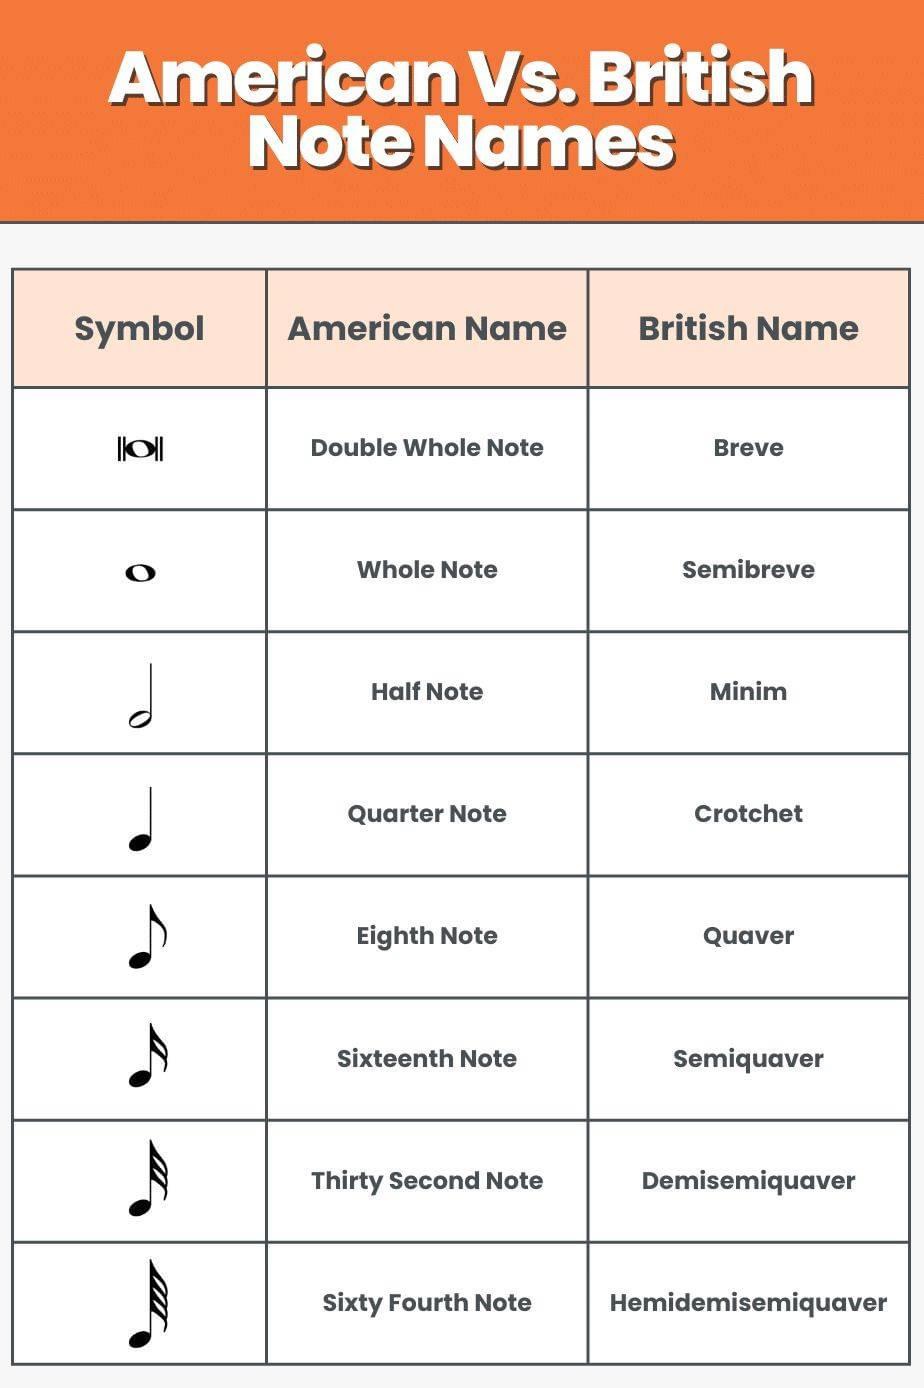 American Vs. British
Note Names
Symbol American Name British Name
Double Whole Note Breve
Whole Note Semibreve
Half Note Minim
Quarter Note Crotchet
Eighth Note Quaver
Sixteenth Note Semiquaver
Thirty Second Note Demisemiquaver
Sixty Fourth Note Hemidemisemiquaver